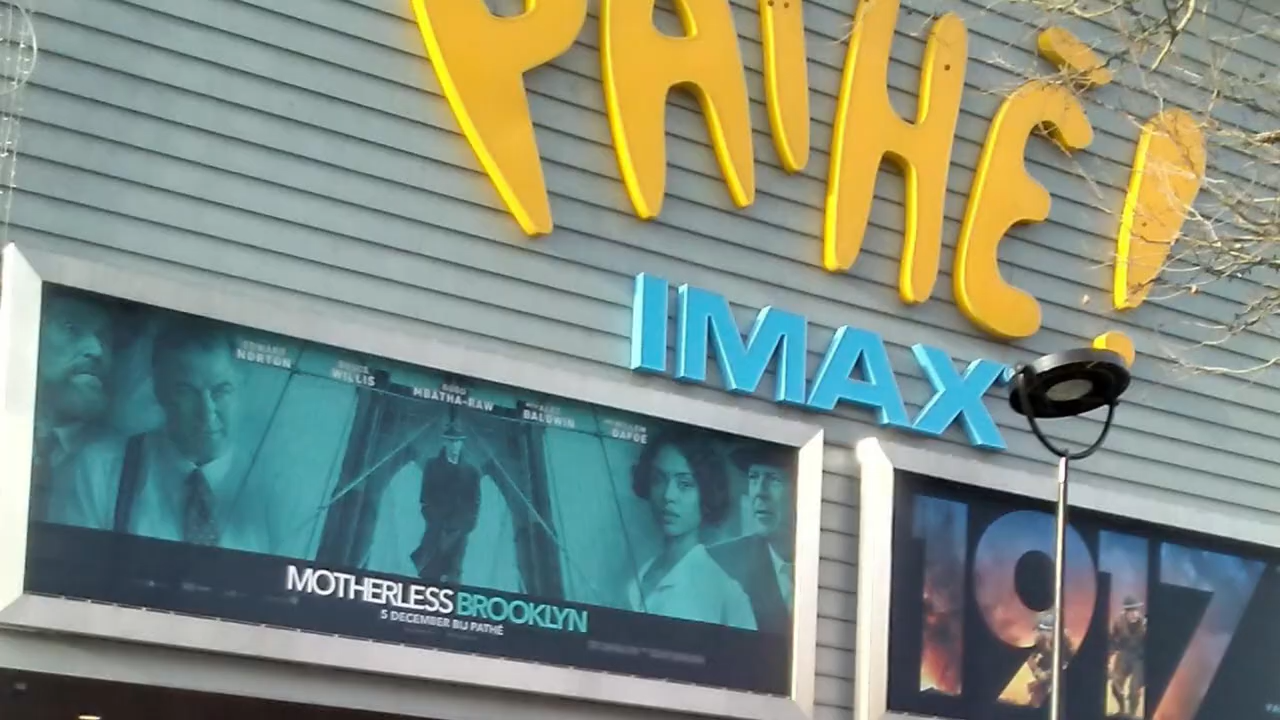 PATHÉ!
IMAX
EDWARD NORTON
BRUCE WILLIS
GUGU MBATHA-RAW
ALEC BALDWIN
WILLEM DAFOE
MOTHERLESS BROOKLYN
5 DECEMBER BIJ PATHÉ
1917